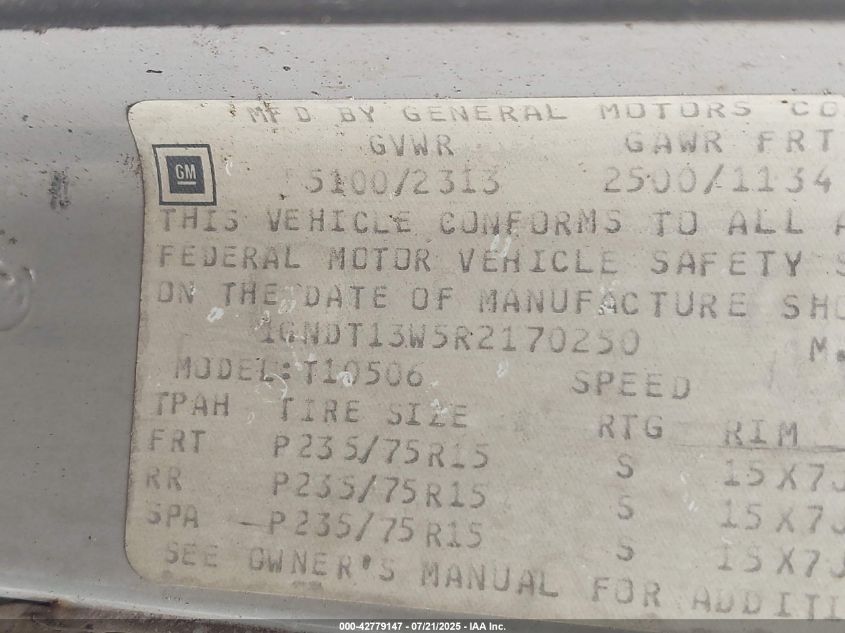 MFD BY GENERAL MOTORS CO
GVWR GAWR FRT
GM
5100/2313 2500/1134
THIS VEHICLE CONFORMS TO ALL A
FEDERAL MOTOR VEHICLE SAFETY S
ON THE DATE OF MANUFACTURE SHO
1GNDT13W5R2170250 M.
MODEL:T10506 SPEED
TPAH TIRE SIZE RTG RIM
FRT P235/75R15 S 15X7J
RR P235/75R15 S 15X7J
SPA P235/75R15 S 15X7J
SEE OWNER'S MANUAL FOR ADDITI
000-42779147 - 07/21/2025 - IAA Inc.